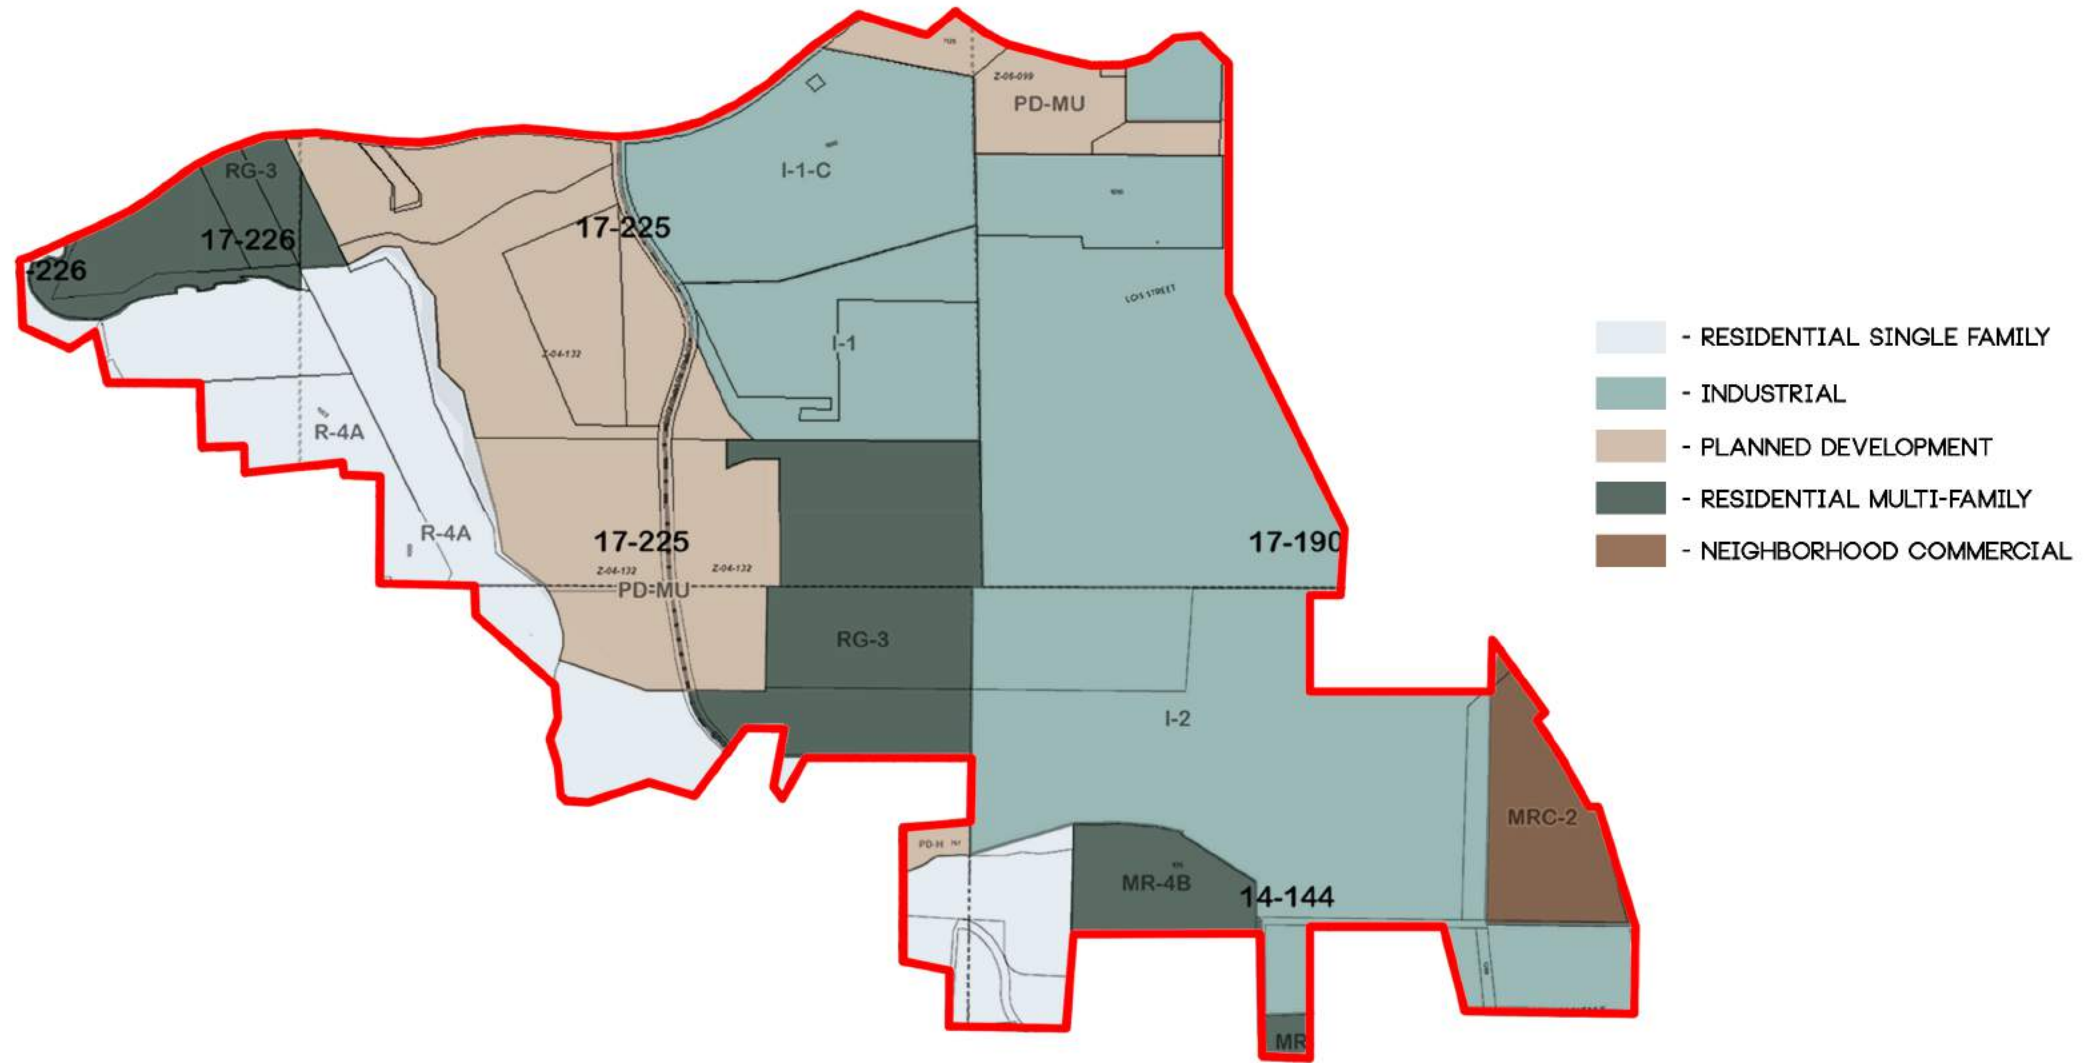 Z-06-099
PD-MU
RG-3
I-1-C
17-226
17-225
-226
LOIS STREET
I-1
Z-04-132
R-4A
R-4A
17-225
17-190
Z-04-132
Z-04-132
PD-MU
RG-3
I-2
MRC-2
PD-H
MR-4B
14-144
MR
- RESIDENTIAL SINGLE FAMILY
- INDUSTRIAL
- PLANNED DEVELOPMENT
- RESIDENTIAL MULTI-FAMILY
- NEIGHBORHOOD COMMERCIAL